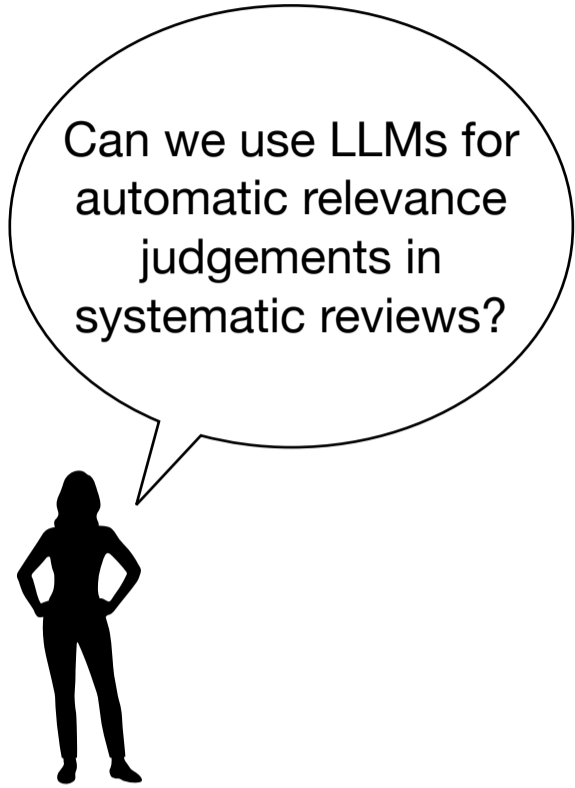 Can we use LLMs for
automatic relevance
judgements in
systematic reviews?